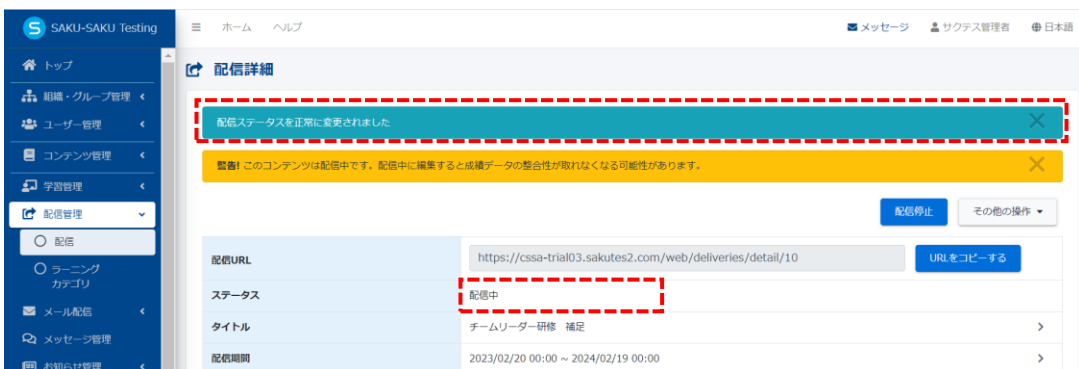 SAKU-SAKU Testing
ホーム ヘルプ
メッセージ サクテス管理者 日本語
トップ
組織・グループ管理
ユーザー管理
コンテンツ管理
学習管理
配信管理
配信
ラーニング
カテゴリ
メール配信
メッセージ管理
お知らせ管理
配信詳細
配信ステータスを正常に変更されました
警告! このコンテンツは配信中です。配信中に編集すると成績データの整合性が取れなくなる可能性があります。
配信停止 その他の操作
配信URL https://cssa-trial03.sakutes2.com/web/deliveries/detail/10 URLをコピーする
ステータス 配信中
タイトル チームリーダー研修 補足
配信期間 2023/02/20 00:00 ~ 2024/02/19 00:00